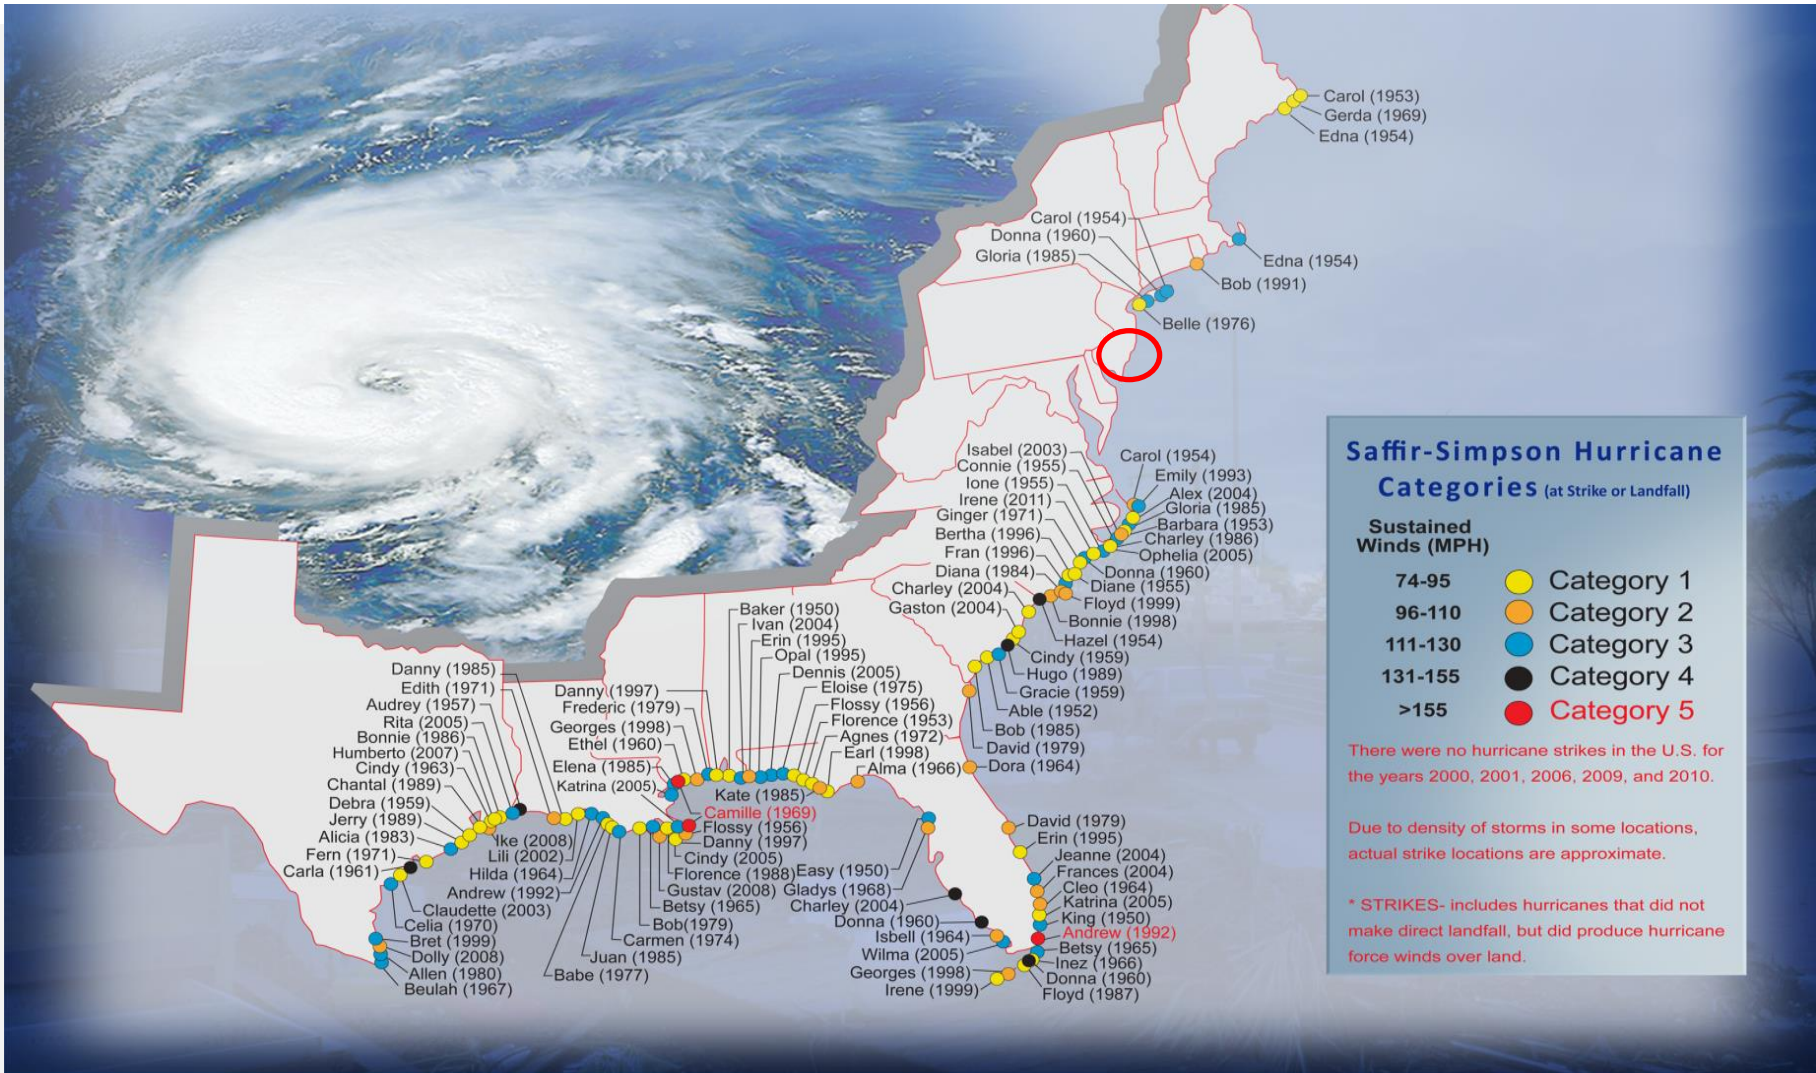 Carol (1953)
Gerda (1969)
Edna (1954)
Carol (1954)
Donna (1960)
Gloria (1985)
Edna (1954)
Bob (1991)
Belle (1976)
Isabel (2003)
Connie (1955)
Ione (1955)
Irene (2011)
Ginger (1971)
Bertha (1996)
Fran (1996)
Diana (1984)
Charley (2004)
Gaston (2004)
Carol (1954)
Emily (1993)
Alex (2004)
Gloria (1985)
Barbara (1953)
Charley (1986)
Ophelia (2005)
Donna (1960)
Diane (1955)
Floyd (1999)
Bonnie (1998)
Hazel (1954)
Cindy (1959)
Hugo (1989)
Gracie (1959)
Able (1952)
Bob (1985)
David (1979)
Dora (1964)
Baker (1950)
Ivan (2004)
Erin (1995)
Opal (1995)
Dennis (2005)
Eloise (1975)
Flossy (1956)
Florence (1953)
Agnes (1972)
Earl (1998)
Alma (1966)
Kate (1985)
Danny (1997)
Frederic (1979)
Georges (1998)
Ethel (1960)
Elena (1985)
Katrina (2005)
Camille (1969)
Flossy (1956)
Danny (1997)
Cindy (2005)
Florence (1988)
Gustav (2008)
Betsy (1965)
Bob(1979)
Carmen (1974)
Juan (1985)
Babe (1977)
Danny (1985)
Edith (1971)
Audrey (1957)
Rita (2005)
Bonnie (1986)
Humberto (2007)
Cindy (1963)
Chantal (1989)
Debra (1959)
Jerry (1989)
Alicia (1983)
Fern (1971)
Carla (1961)
Ike (2008)
Lili (2002)
Hilda (1964)
Andrew (1992)
Claudette (2003)
Celia (1970)
Bret (1999)
Dolly (2008)
Allen (1980)
Beulah (1967)
Easy (1950)
Gladys (1968)
Charley (2004)
Donna (1960)
Isbell (1964)
Wilma (2005)
Georges (1998)
Irene (1999)
David (1979)
Erin (1995)
Jeanne (2004)
Frances (2004)
Cleo (1964)
Katrina (2005)
King (1950)
Andrew (1992)
Betsy (1965)
Inez (1966)
Donna (1960)
Floyd (1987)
Saffir-Simpson Hurricane
Categories (at Strike or Landfall)
Sustained
Winds (MPH)
74-95 Category 1
96-110 Category 2
111-130 Category 3
131-155 Category 4
>155 Category 5
There were no hurricane strikes in the U.S. for
the years 2000, 2001, 2006, 2009, and 2010.
Due to density of storms in some locations,
actual strike locations are approximate.
* STRIKES- includes hurricanes that did not
make direct landfall, but did produce hurricane
force winds over land.